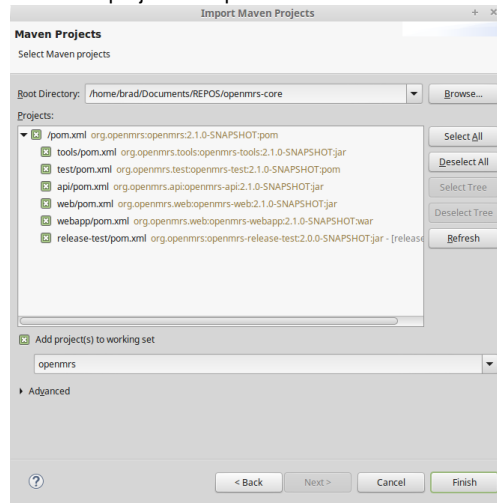 Import Maven Projects
Maven Projects
Select Maven projects
Root Directory: /home/brad/Documents/REPOS/openmrs-core Browse...
Projects:
/pom.xml org.openmrs:openmrs:2.1.0-SNAPSHOT:pom
tools/pom.xml org.openmrs.tools:openmrs-tools:2.1.0-SNAPSHOT:jar
test/pom.xml org.openmrs.test:openmrs-test:2.1.0-SNAPSHOT:pom
api/pom.xml org.openmrs.api:openmrs-api:2.1.0-SNAPSHOT:jar
web/pom.xml org.openmrs.web:openmrs-web:2.1.0-SNAPSHOT:jar
webapp/pom.xml org.openmrs.web:openmrs-webapp:2.1.0-SNAPSHOT:war
release-test/pom.xml org.openmrs:openmrs-release-test:2.0.0-SNAPSHOT:jar - [release
Select All
Deselect All
Select Tree
Deselect Tree
Refresh
Add project(s) to working set
openmrs
Advanced
< Back Next > Cancel Finish